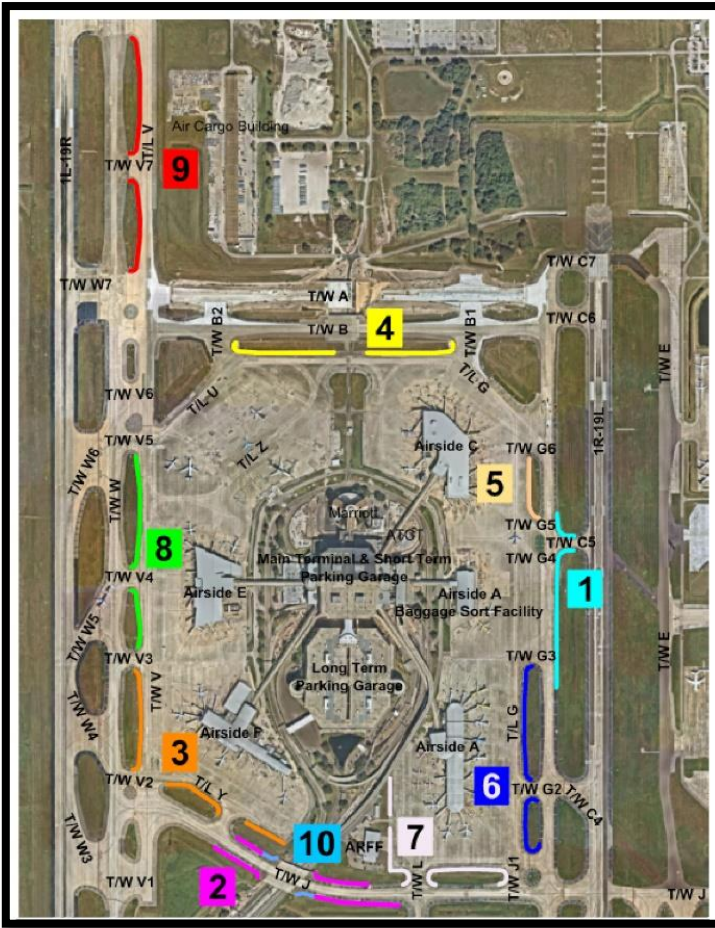 Air Cargo Building
1L-19R
T/L V
T/W V7
9
T/W W7
T/W C7
T/W A
T/W B2
T/W B
4
T/W B1
T/W C6
T/W E
T/L U
T/L G
T/W V6
T/W V5
T/W W6
T/L Z
Airside C
T/W G6
1R-19L
T/W W
5
Marriott
T/W G5
ATCT
T/W C5
8
Main Terminal & Short Term
Parking Garage
T/W G4
T/W V4
Airside E
Airside A
Baggage Sort Facility
1
T/W W5
T/W V3
T/W G3
T/W E
Long Term
Parking Garage
T/W V
T/W W4
T/L G
Airside F
Airside A
3
T/W V2
T/L Y
6
T/W G2
T/W C4
T/W W3
10
ARFF
7
T/W V1
2
T/W J
T/W L
T/W J1
T/W J